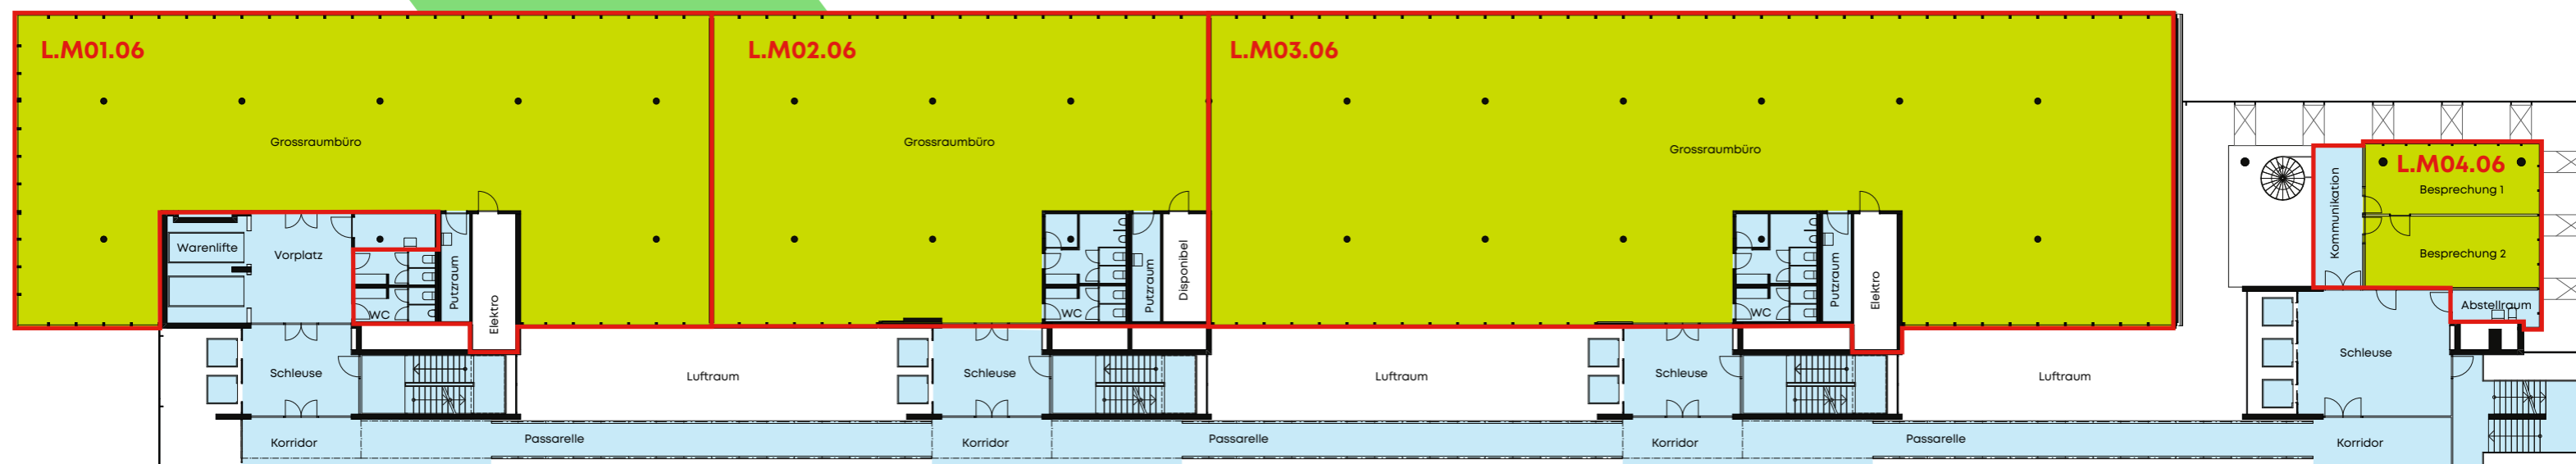 L.M01.06
L.M02.06
L.M03.06
L.M04.06
Grossraumbüro
Grossraumbüro
Grossraumbüro
Kommunikation
Besprechung 1
Besprechung 2
Warenlifte
Vorplatz
WC
Putzraum
Elektro
WC
Putzraum
Disponibel
WC
Putzraum
Elektro
Abstellraum
Schleuse
Luftraum
Schleuse
Luftraum
Schleuse
Luftraum
Schleuse
Korridor
Passarelle
Korridor
Passarelle
Korridor
Passarelle
Korridor